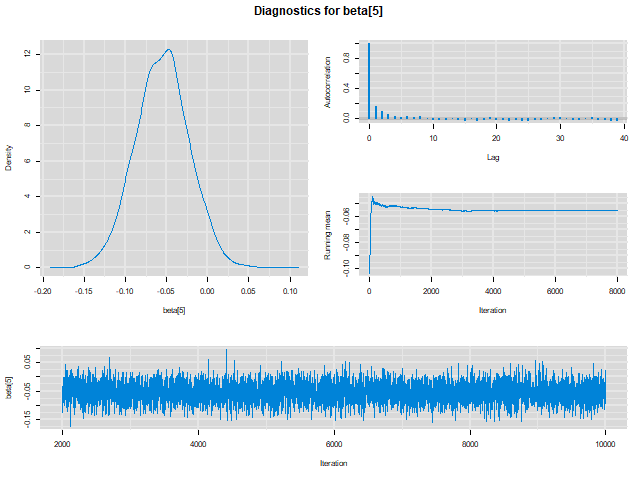 Diagnostics for beta[5]
Density
0 2 4 6 8 10 12
-0.20 -0.15 -0.10 -0.05 0.00 0.05 0.10
beta[5]
Autocorrelation
0.0 0.4 0.8
0 10 20 30 40
Lag
Running mean
-0.10 -0.08 -0.06
0 2000 4000 6000 8000
Iteration
beta[5]
-0.15 -0.05 0.05
2000 4000 6000 8000 10000
Iteration